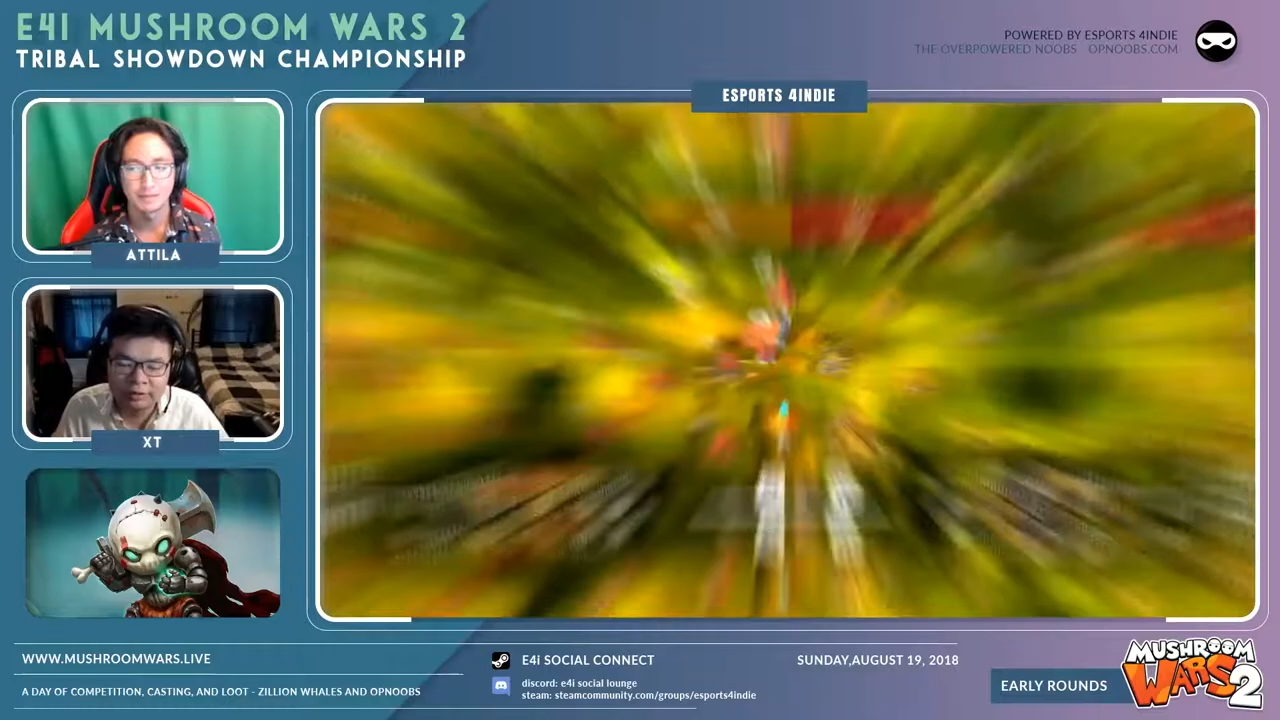 E4I MUSHROOM WARS 2
TRIBAL SHOWDOWN CHAMPIONSHIP
POWERED BY ESPORTS 4INDIE
THE OVERPOWERED NOOBS OPNOOBS.COM
ESPORTS 4INDIE
ATTILA
XT
WWW.MUSHROOMWARS.LIVE
A DAY OF COMPETITION, CASTING, AND LOOT - ZILLION WHALES AND OPNOOBS
E4i SOCIAL CONNECT
discord: e4i social lounge
steam: steamcommunity.com/groups/esports4indie
SUNDAY,AUGUST 19, 2018
EARLY ROUNDS
MUSHROOM
WARS 2